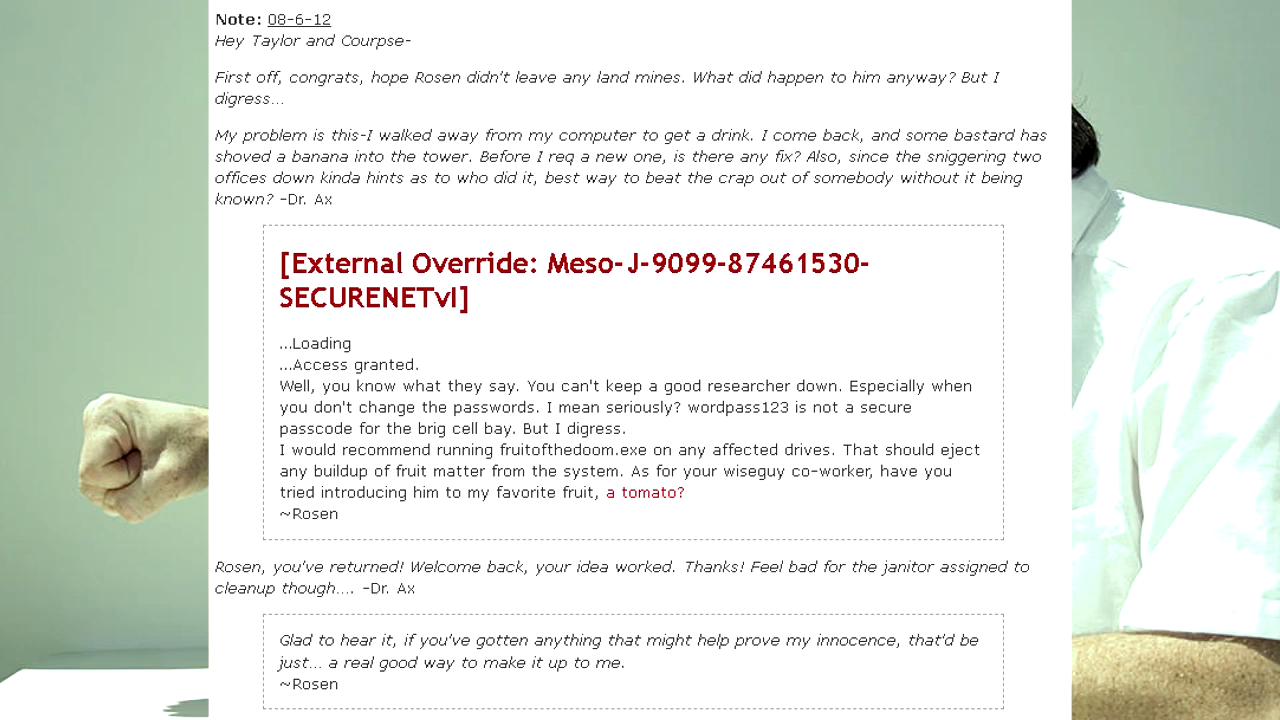 Note: 08-6-12
Hey Taylor and Courpse-
First off, congrats, hope Rosen didn't leave any land mines. What did happen to him anyway? But I
digress…
My problem is this-I walked away from my computer to get a drink. I come back, and some bastard has
shoved a banana into the tower. Before I req a new one, is there any fix? Also, since the sniggering two
offices down kinda hints as to who did it, best way to beat the crap out of somebody without it being
known? -Dr. Ax
[External Override: Meso-J-9099-87461530-
SECURENETvI]
…Loading
…Access granted.
Well, you know what they say. You can't keep a good researcher down. Especially when
you don't change the passwords. I mean seriously? wordpass123 is not a secure
passcode for the brig cell bay. But I digress.
I would recommend running fruitofthedoom.exe on any affected drives. That should eject
any buildup of fruit matter from the system. As for your wiseguy co-worker, have you
tried introducing him to my favorite fruit, a tomato?
~Rosen
Rosen, you've returned! Welcome back, your idea worked. Thanks! Feel bad for the janitor assigned to
cleanup though…. -Dr. Ax
Glad to hear it, if you've gotten anything that might help prove my innocence, that'd be
just… a real good way to make it up to me.
~Rosen